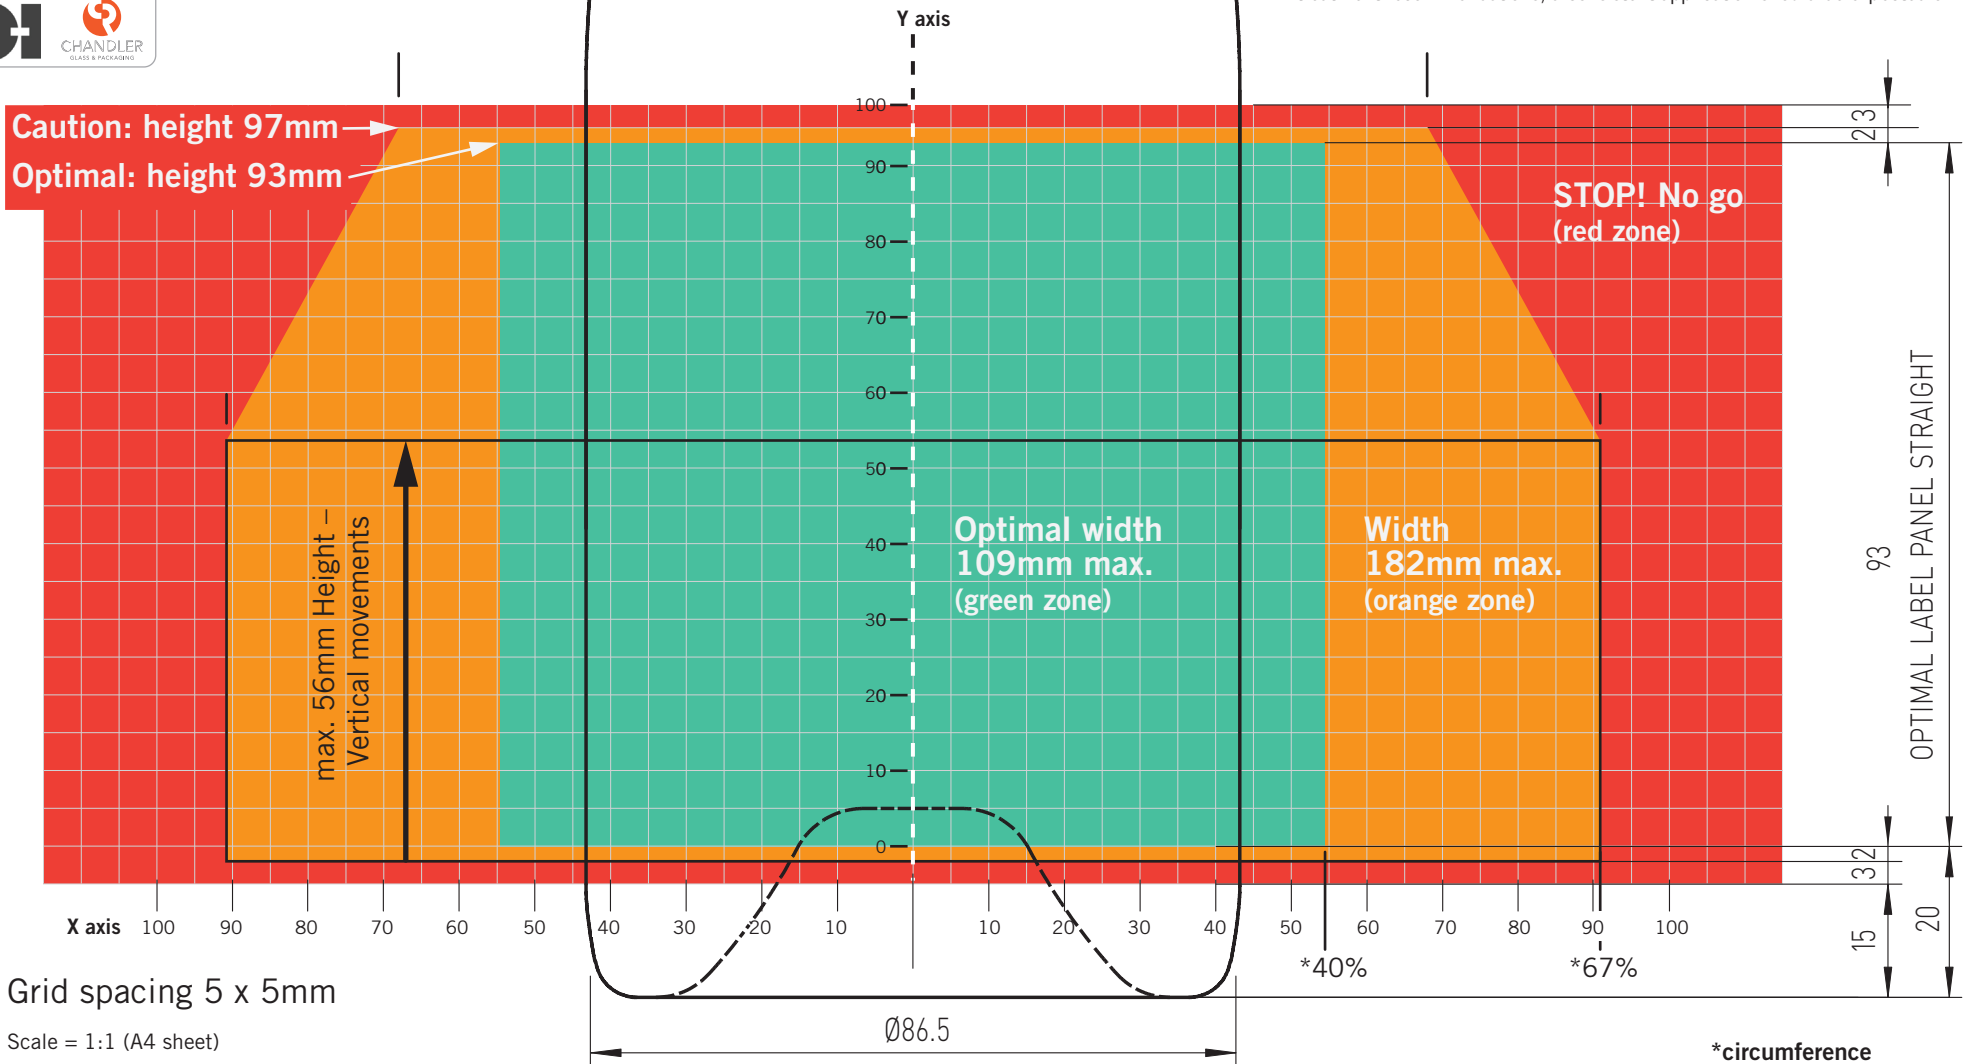 CHANDLER
GLASS & PACKAGING
Y axis
Caution: height 97mm
Optimal: height 93mm
STOP! No go
(red zone)
100
90
80
70
60
50
40
30
20
10
0
max. 56mm Height –
Vertical movements
Optimal width
109mm max.
(green zone)
Width
182mm max.
(orange zone)
3
2
93
OPTIMAL LABEL PANEL STRAIGHT
2
3
15
20
X axis 100 90 80 70 60 50 40 30 20 10 10 20 30 40 50 60 70 80 90 100
*40% *67%
Grid spacing 5 x 5mm
Scale = 1:1 (A4 sheet)
Ø86.5
*circumference